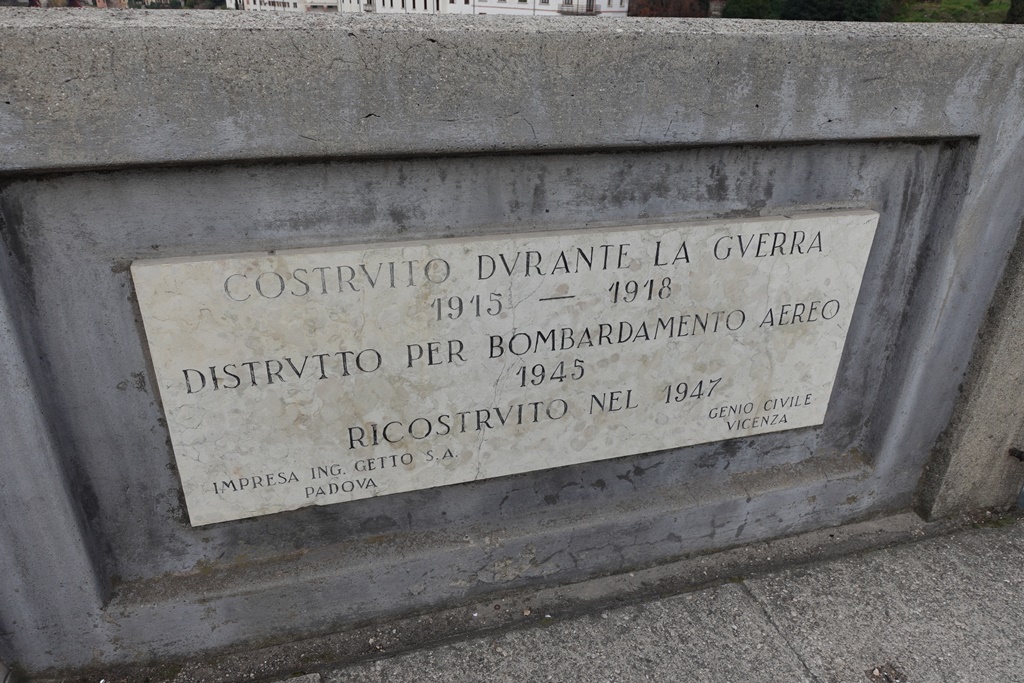 COSTRVITO DVRANTE LA GVERRA
1915 — 1918
DISTRVTTO PER BOMBARDAMENTO AEREO
1945
RICOSTRVITO NEL 1947
IMPRESA ING. GETTO S.A.
PADOVA
GENIO CIVILE
VICENZA